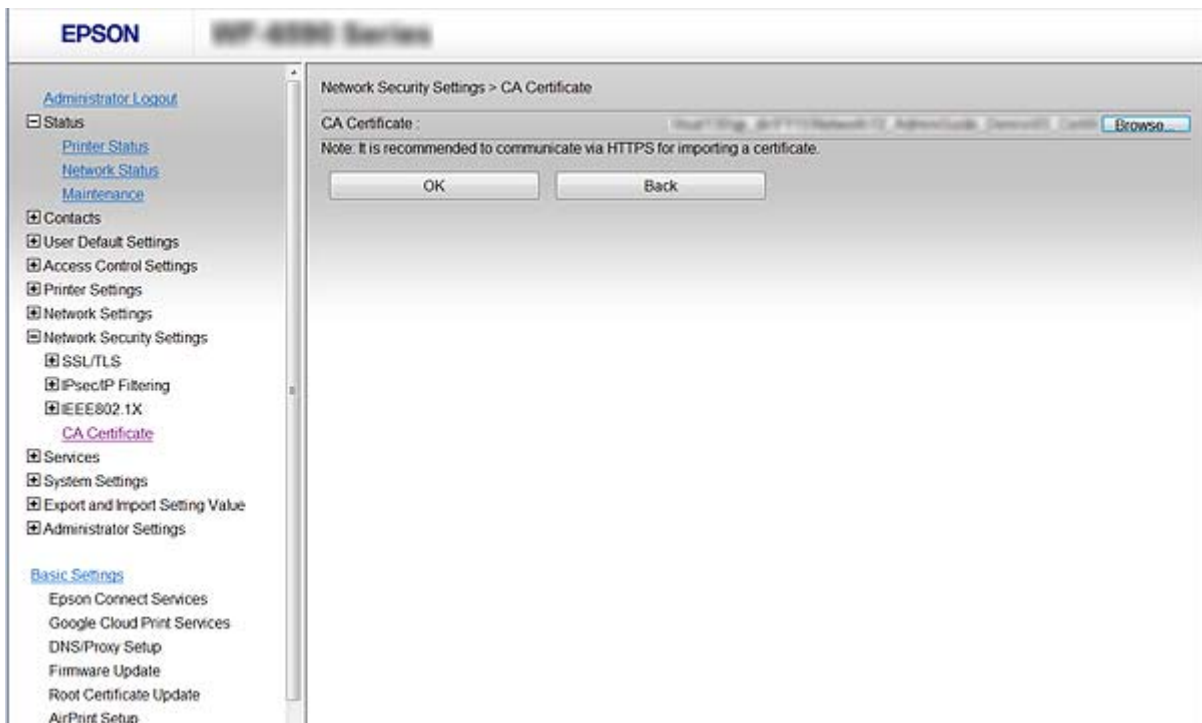 EPSON
Administrator Logout
Status
Printer Status
Network Status
Maintenance
Contacts
User Default Settings
Access Control Settings
Printer Settings
Network Settings
Network Security Settings
SSL/TLS
IPsec/IP Filtering
IEEE802.1X
CA Certificate
Services
System Settings
Export and Import Setting Value
Administrator Settings
Basic Settings
Epson Connect Services
Google Cloud Print Services
DNS/Proxy Setup
Firmware Update
Root Certificate Update
AirPrint Setup
Network Security Settings > CA Certificate
CA Certificate :
Browse...
Note: It is recommended to communicate via HTTPS for importing a certificate.
OK Back